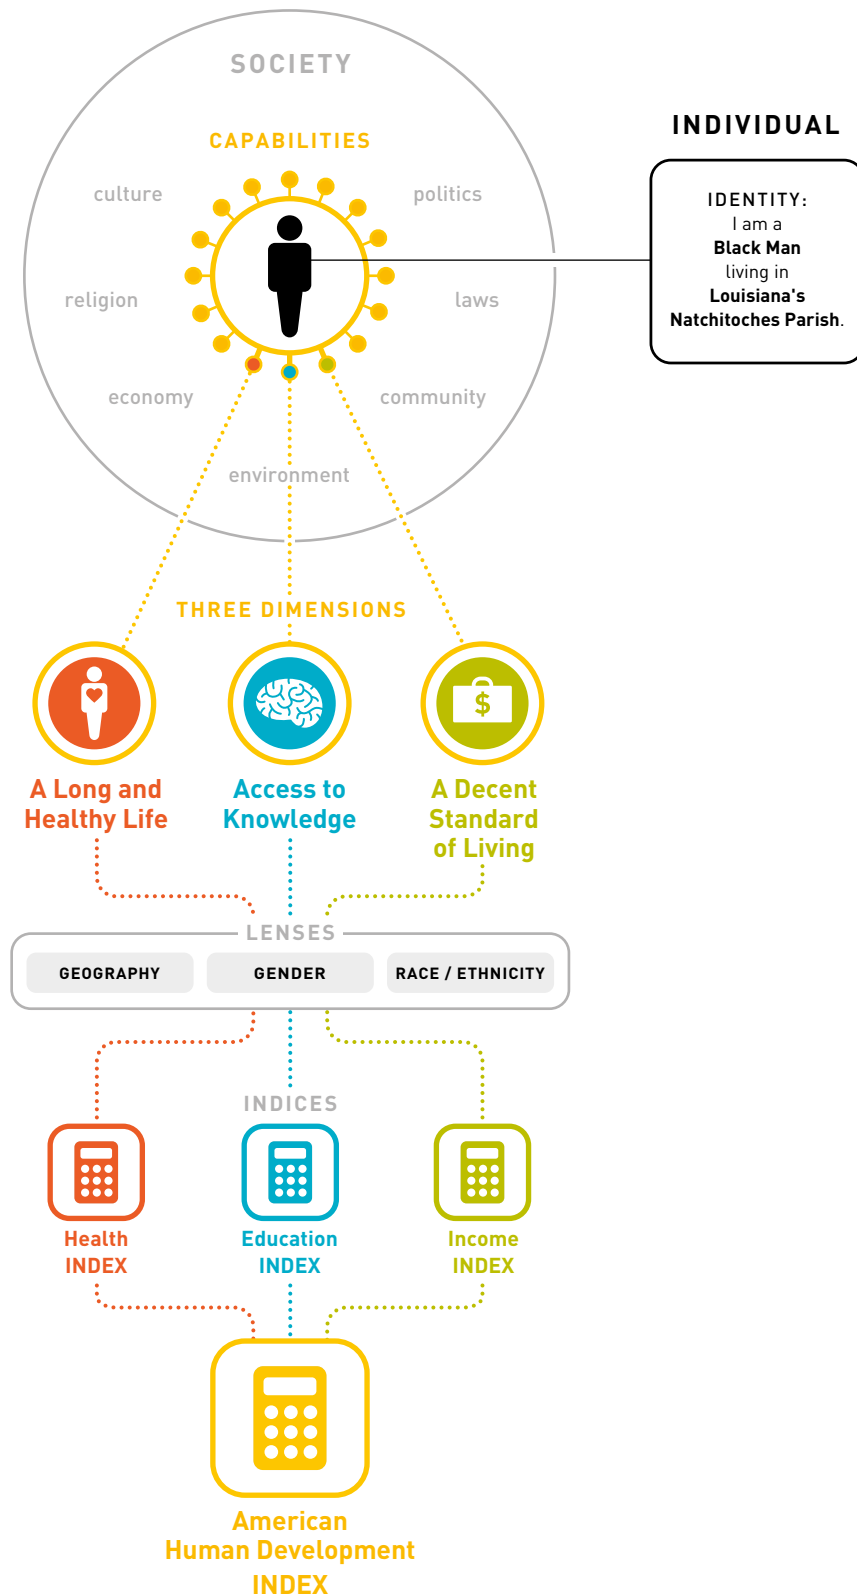 SOCIETY
CAPABILITIES
culture
politics
religion
laws
economy
community
environment
INDIVIDUAL
IDENTITY:
I am a
Black Man
living in
Louisiana's
Natchitoches Parish.
THREE DIMENSIONS
$
A Long and
Healthy Life
Access to
Knowledge
A Decent
Standard
of Living
LENSES
GEOGRAPHY
GENDER
RACE / ETHNICITY
INDICES
Health
INDEX
Education
INDEX
Income
INDEX
American
Human Development
INDEX